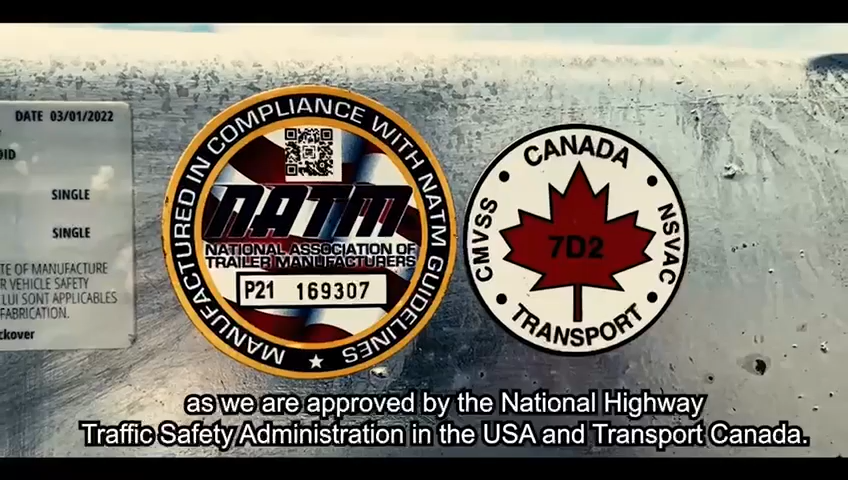 DATE 03/01/2022
SINGLE
SINGLE
TE OF MANUFACTURE
VEHICLE SAFETY
LUI SONT APPLICABLES
FABRICATION.
ckover
MANUFACTURED IN COMPLIANCE WITH NATM GUIDELINES
NATM
NATIONAL ASSOCIATION OF
TRAILER MANUFACTURERS
P21 169307
CANADA
CMVSS
7D2
NSVAC
TRANSPORT
as we are approved by the National Highway
Traffic Safety Administration in the USA and Transport Canada.